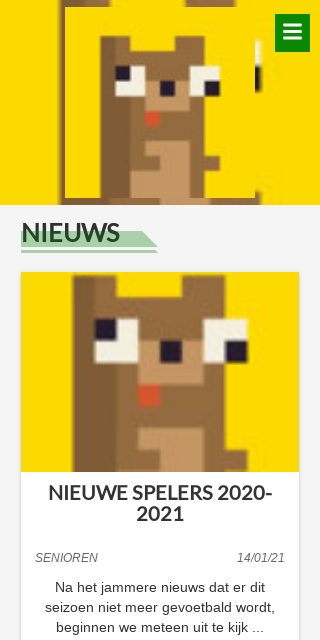 NIEUWS
NIEUWE SPELERS 2020-
2021
SENIOREN 14/01/21
Na het jammere nieuws dat er dit
seizoen niet meer gevoetbald wordt,
beginnen we meteen uit te kijk ...